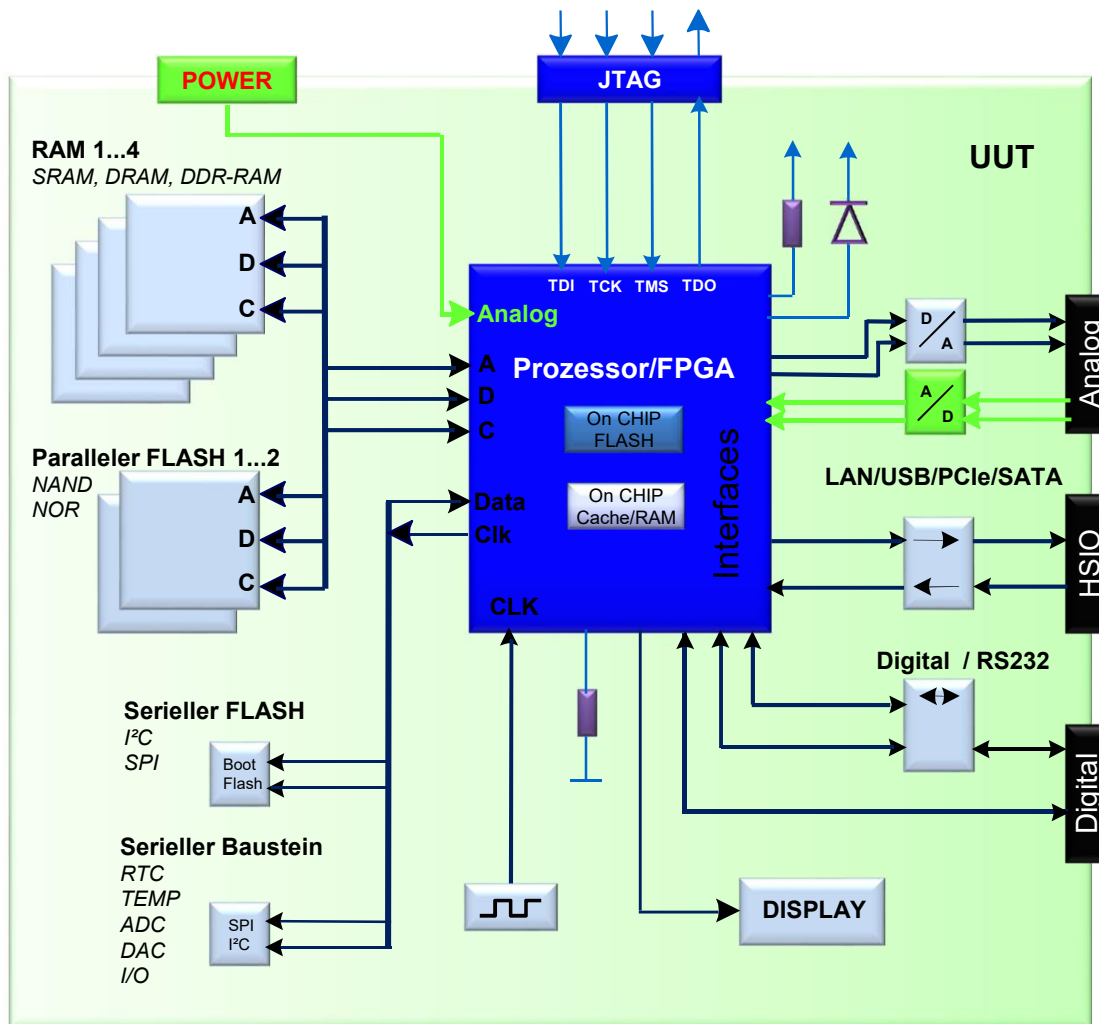 POWER
JTAG
UUT
RAM 1...4
SRAM, DRAM, DDR-RAM
A
D
C
TDI TCK TMS TDO
Analog
Prozessor/FPGA
A
D
C
On CHIP
FLASH
On CHIP
Cache/RAM
Data
Clk
CLK
Interfaces
D
A
A
D
Analog
LAN/USB/PCIe/SATA
HSIO
Digital / RS232
Digital
Paralleler FLASH 1...2
NAND
NOR
A
D
C
Serieller FLASH
I²C
SPI
Boot
Flash
Serieller Baustein
RTC
TEMP
ADC
DAC
I/O
SPI
I²C
DISPLAY